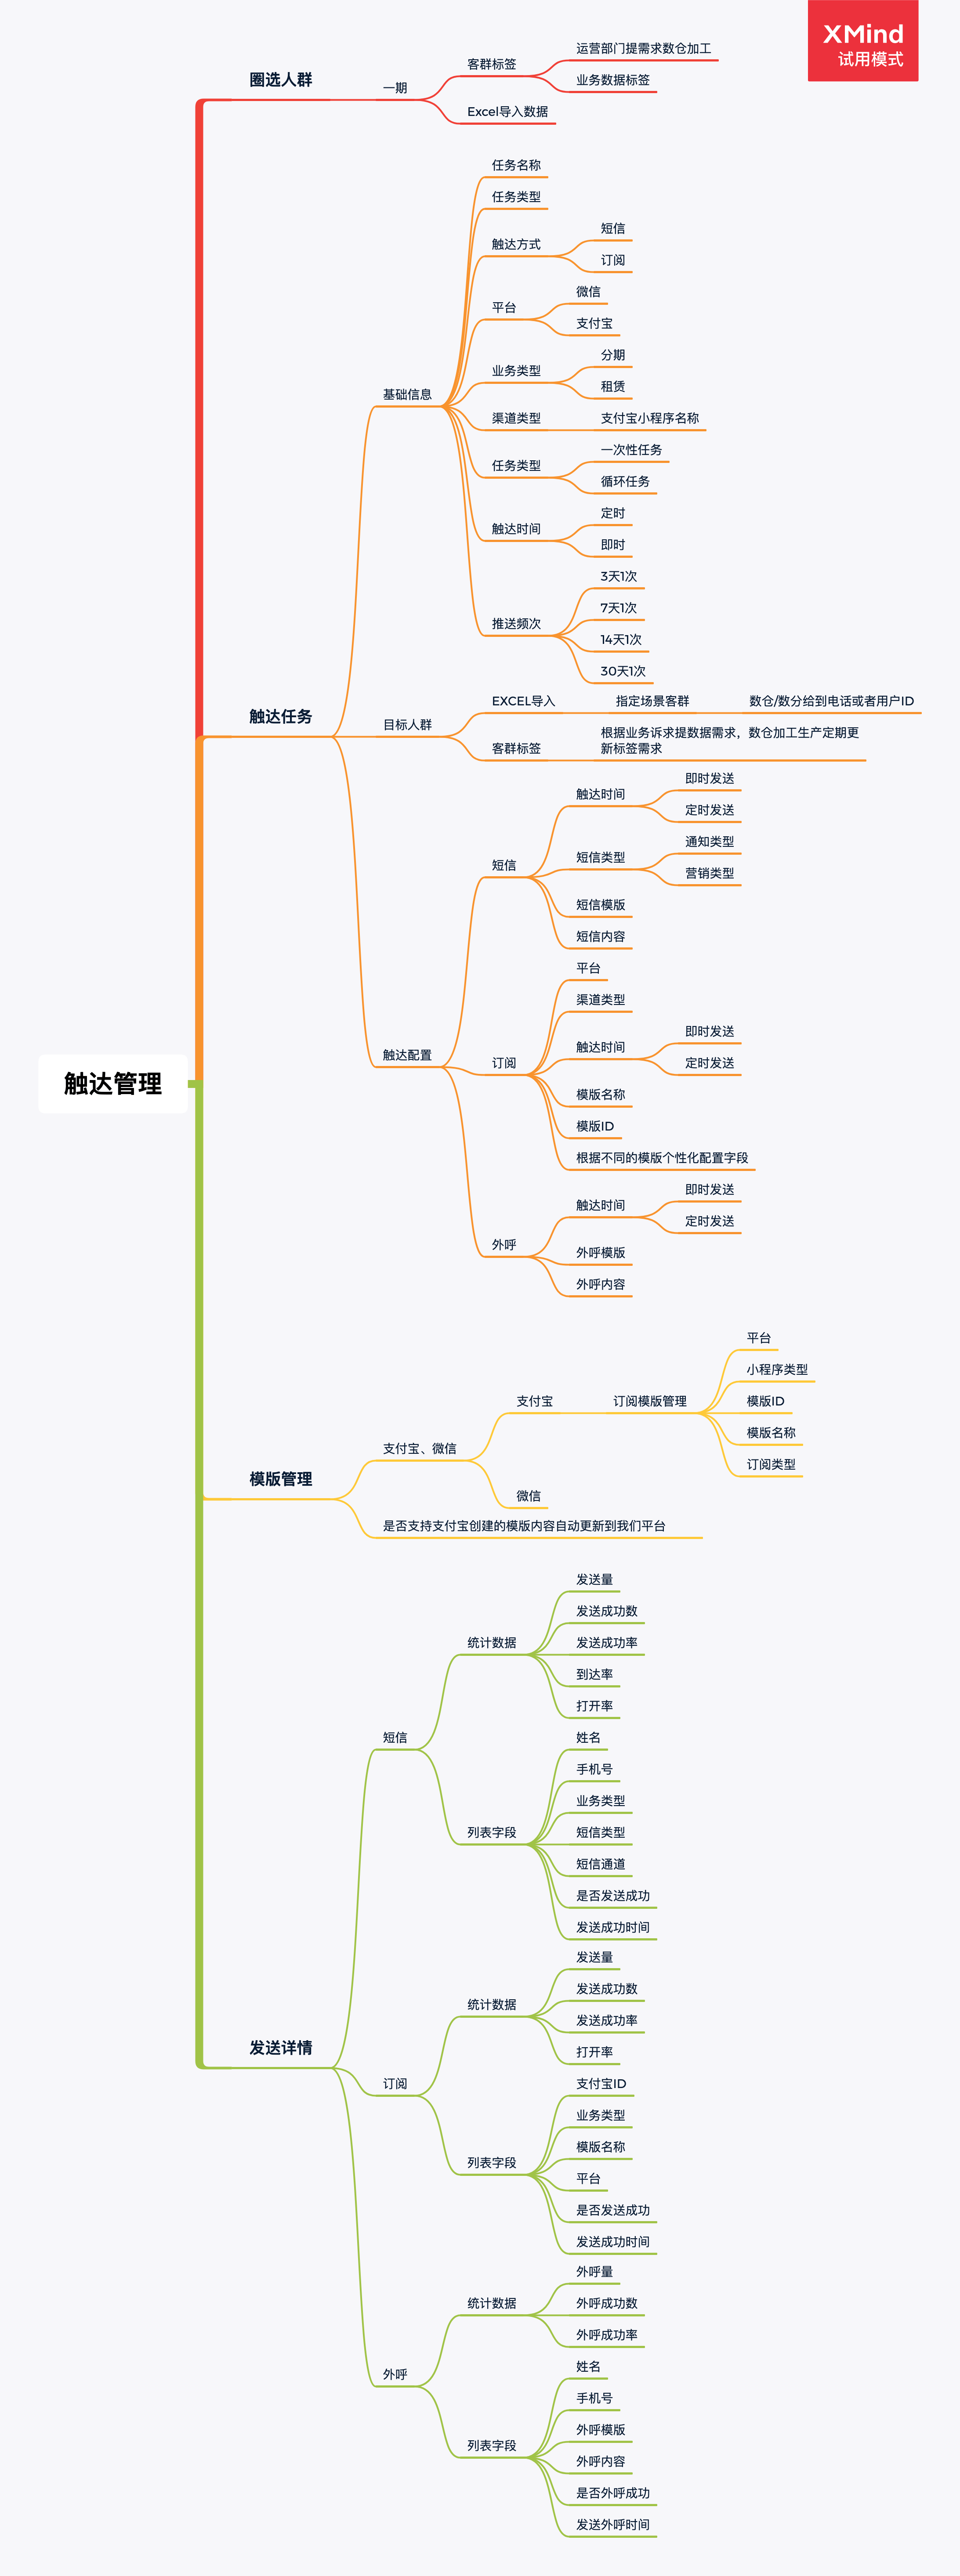 XMind
试用模式
触达管理
圈选人群
一期
客群标签
运营部门提需求数仓加工
业务数据标签
Excel导入数据
触达任务
基础信息
任务名称
任务类型
触达方式
短信
订阅
平台
微信
支付宝
业务类型
分期
租赁
渠道类型
支付宝小程序名称
任务类型
一次性任务
循环任务
触达时间
定时
即时
推送频次
3天1次
7天1次
14天1次
30天1次
目标人群
EXCEL导入
指定场景客群
数仓/数分给到电话或者用户ID
客群标签
根据业务诉求提数据需求，数仓加工生产定期更
新标签需求
触达配置
短信
触达时间
即时发送
定时发送
短信类型
通知类型
营销类型
短信模版
短信内容
订阅
平台
渠道类型
触达时间
即时发送
定时发送
模版名称
模版ID
根据不同的模版个性化配置字段
外呼
触达时间
即时发送
定时发送
外呼模版
外呼内容
模版管理
支付宝、微信
支付宝
订阅模版管理
平台
小程序类型
模版ID
模版名称
订阅类型
微信
是否支持支付宝创建的模版内容自动更新到我们平台
发送详情
短信
统计数据
发送量
发送成功数
发送成功率
到达率
打开率
列表字段
姓名
手机号
业务类型
短信类型
短信通道
是否发送成功
发送成功时间
订阅
统计数据
发送量
发送成功数
发送成功率
打开率
列表字段
支付宝ID
业务类型
模版名称
平台
是否发送成功
发送成功时间
外呼
统计数据
外呼量
外呼成功数
外呼成功率
列表字段
姓名
手机号
外呼模版
外呼内容
是否外呼成功
发送外呼时间